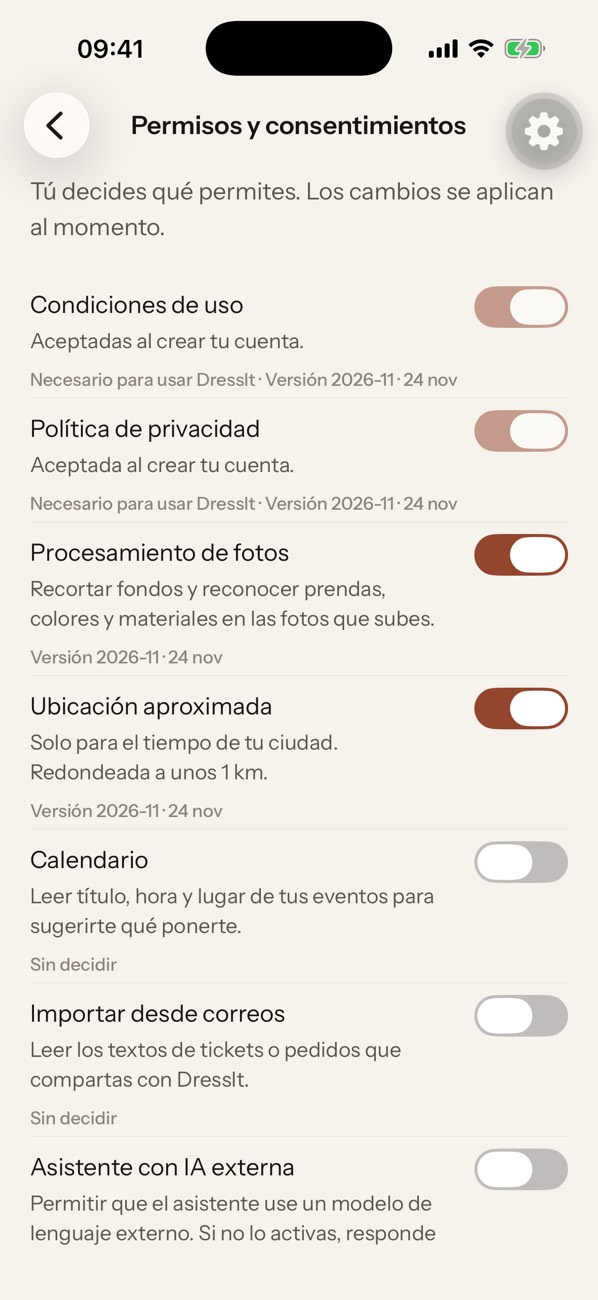 09:41
Permisos y consentimientos
Tú decides qué permites. Los cambios se aplican
al momento.
Condiciones de uso
Aceptadas al crear tu cuenta.
Necesario para usar DressIt · Versión 2026-11 · 24 nov
Política de privacidad
Aceptada al crear tu cuenta.
Necesario para usar DressIt · Versión 2026-11 · 24 nov
Procesamiento de fotos
Recortar fondos y reconocer prendas,
colores y materiales en las fotos que subes.
Versión 2026-11 · 24 nov
Ubicación aproximada
Solo para el tiempo de tu ciudad.
Redondeada a unos 1 km.
Versión 2026-11 · 24 nov
Calendario
Leer título, hora y lugar de tus eventos para
sugerirte qué ponerte.
Sin decidir
Importar desde correos
Leer los textos de tickets o pedidos que
compartas con DressIt.
Sin decidir
Asistente con IA externa
Permitir que el asistente use un modelo de
lenguaje externo. Si no lo activas, responde